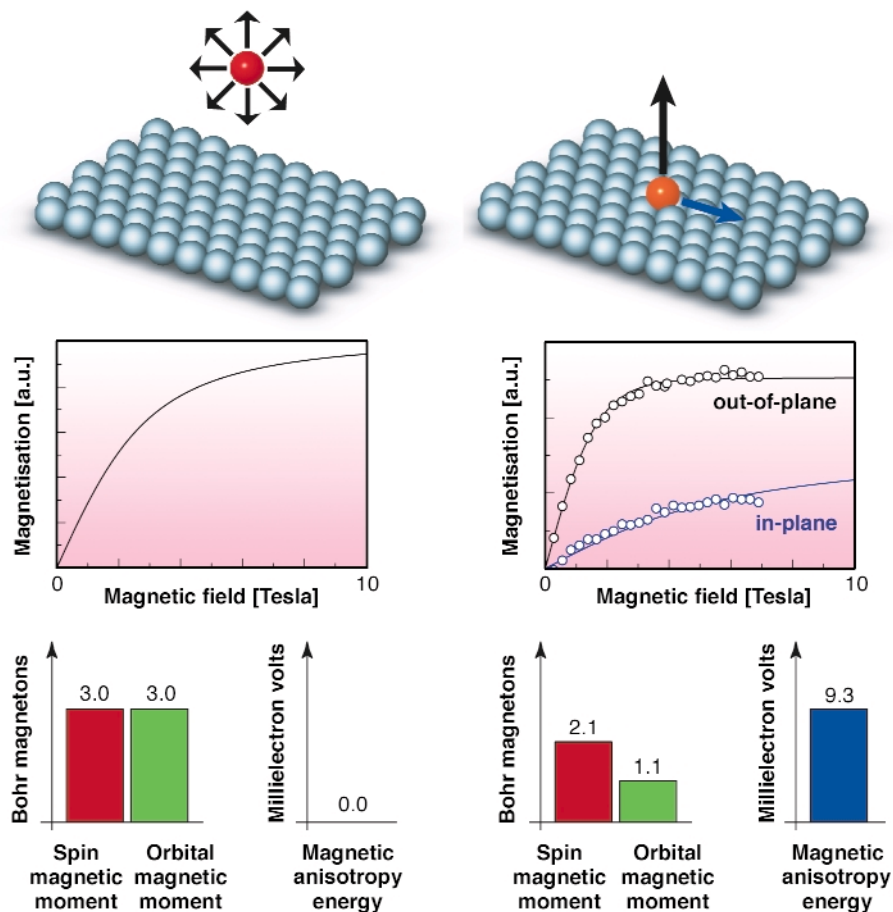 Magnetisation [a.u.]
0
10
Magnetic field [Tesla]
Magnetisation [a.u.]
out-of-plane
in-plane
0
10
Magnetic field [Tesla]
Bohr magnetons
3.0
3.0
Spin
magnetic
moment
Orbital
magnetic
moment
Millielectron volts
0.0
Magnetic
anisotropy
energy
Bohr magnetons
2.1
1.1
Spin
magnetic
moment
Orbital
magnetic
moment
Millielectron volts
9.3
Magnetic
anisotropy
energy